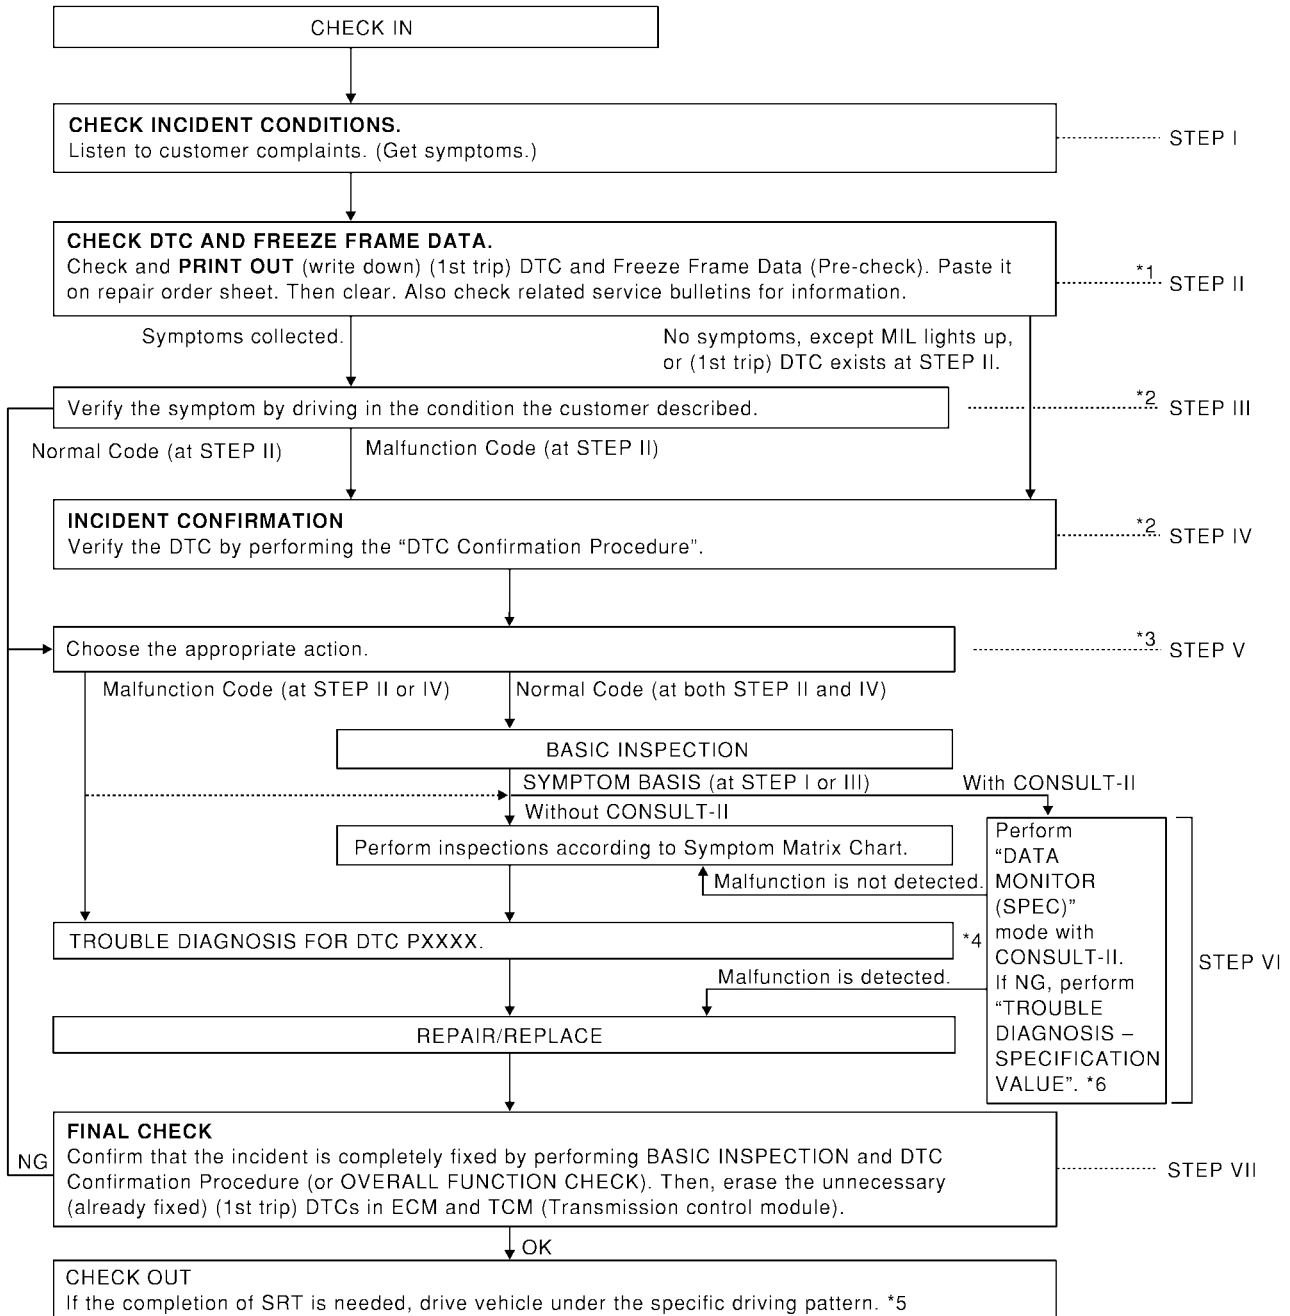 CHECK IN
CHECK INCIDENT CONDITIONS.
Listen to customer complaints. (Get symptoms.)
STEP I
CHECK DTC AND FREEZE FRAME DATA.
Check and PRINT OUT (write down) (1st trip) DTC and Freeze Frame Data (Pre-check). Paste it
on repair order sheet. Then clear. Also check related service bulletins for information.
*1
STEP II
Symptoms collected.
No symptoms, except MIL lights up,
or (1st trip) DTC exists at STEP II.
Verify the symptom by driving in the condition the customer described.
*2
STEP III
Normal Code (at STEP II)
Malfunction Code (at STEP II)
INCIDENT CONFIRMATION
Verify the DTC by performing the “DTC Confirmation Procedure”.
*2
STEP IV
Choose the appropriate action.
*3
STEP V
Malfunction Code (at STEP II or IV)
Normal Code (at both STEP II and IV)
BASIC INSPECTION
SYMPTOM BASIS (at STEP I or III)
With CONSULT-II
Without CONSULT-II
Perform inspections according to Symptom Matrix Chart.
Malfunction is not detected.
TROUBLE DIAGNOSIS FOR DTC PXXXX.
*4
Malfunction is detected.
REPAIR/REPLACE
Perform
“DATA
MONITOR
(SPEC)”
mode with
CONSULT-II.
If NG, perform
“TROUBLE
DIAGNOSIS –
SPECIFICATION
VALUE”. *6
STEP VI
FINAL CHECK
Confirm that the incident is completely fixed by performing BASIC INSPECTION and DTC
Confirmation Procedure (or OVERALL FUNCTION CHECK). Then, erase the unnecessary
(already fixed) (1st trip) DTCs in ECM and TCM (Transmission control module).
NG
STEP VII
OK
CHECK OUT
If the completion of SRT is needed, drive vehicle under the specific driving pattern. *5